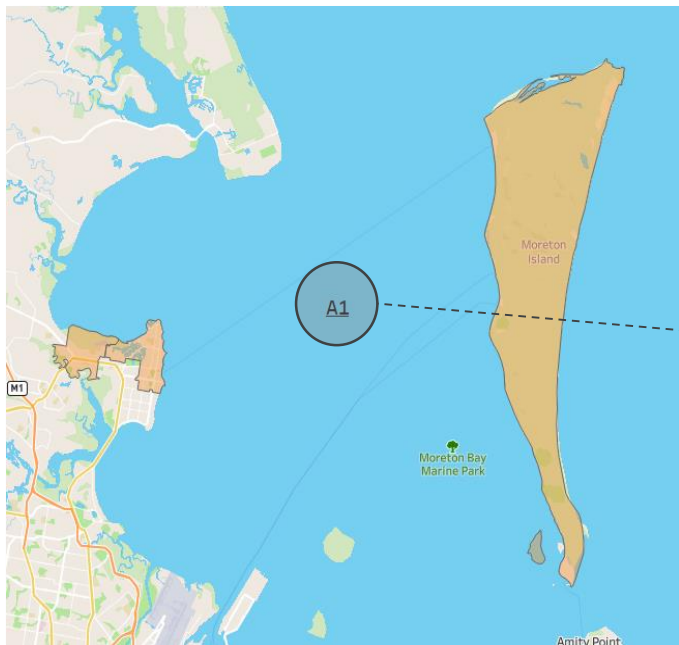 Moreton
Island
A1
M1
Moreton Bay
Marine Park
Amity Point